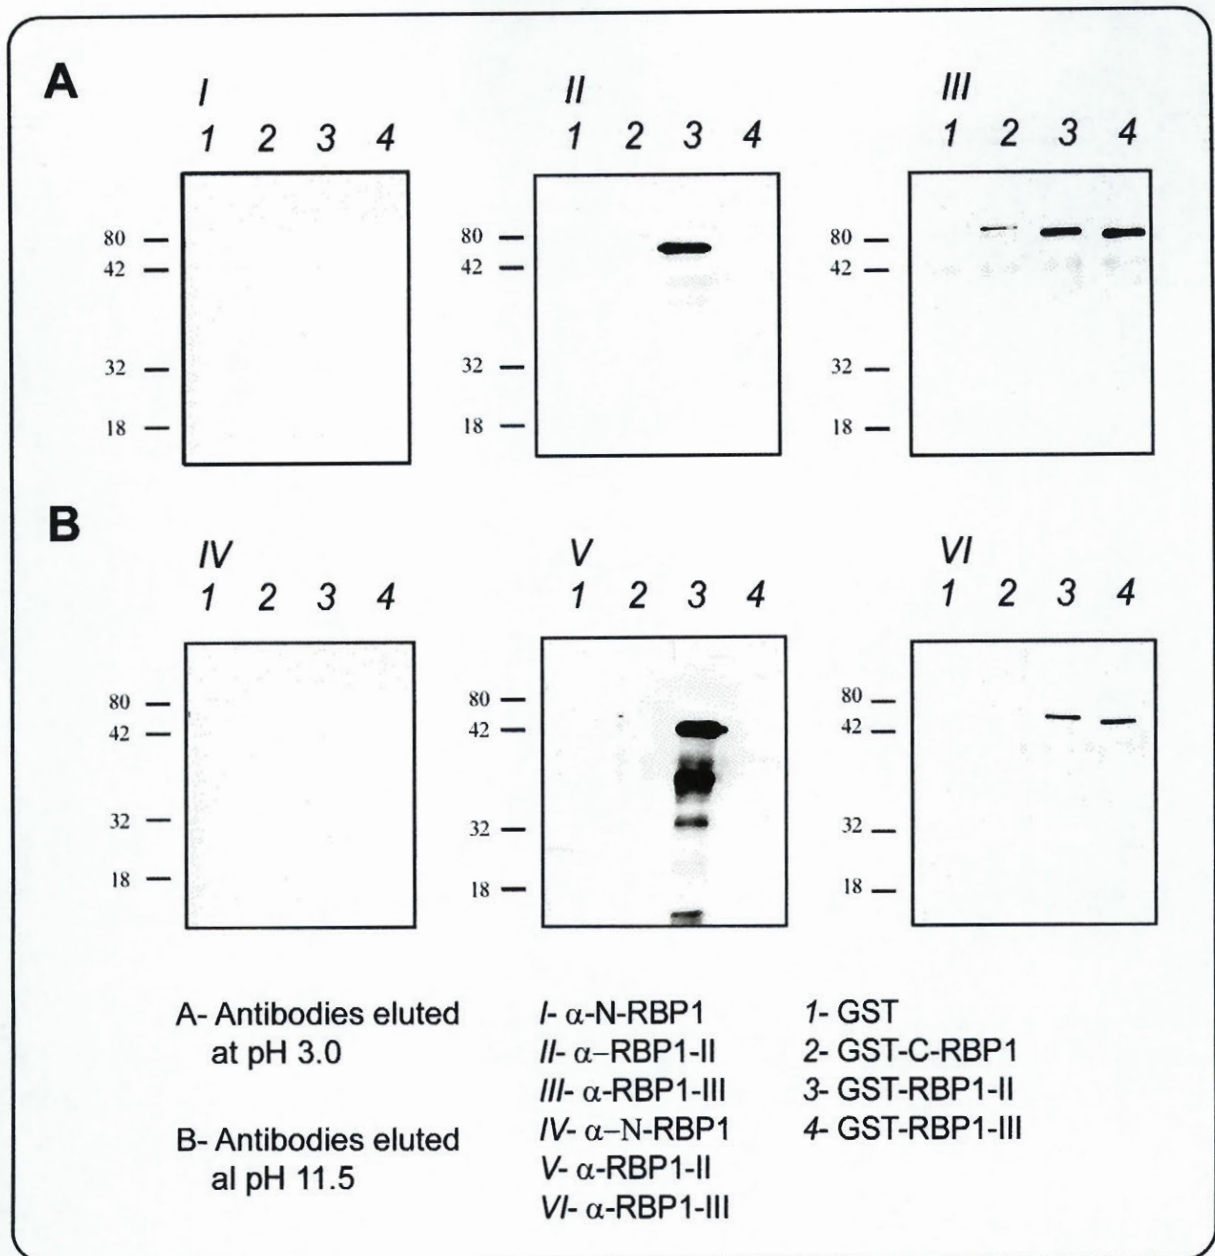 A
I
1 2 3 4
80
42
32
18
II
1 2 3 4
80
42
32
18
III
1 2 3 4
80
42
32
18
B
IV
1 2 3 4
80
42
32
18
V
1 2 3 4
80
42
32
18
VI
1 2 3 4
80
42
32
18
A- Antibodies eluted
at pH 3.0
B- Antibodies eluted
al pH 11.5
I- α-N-RBP1
II- α–RBP1-II
III- α-RBP1-III
IV- α–N-RBP1
V- α-RBP1-II
VI- α-RBP1-III
1- GST
2- GST-C-RBP1
3- GST-RBP1-II
4- GST-RBP1-III